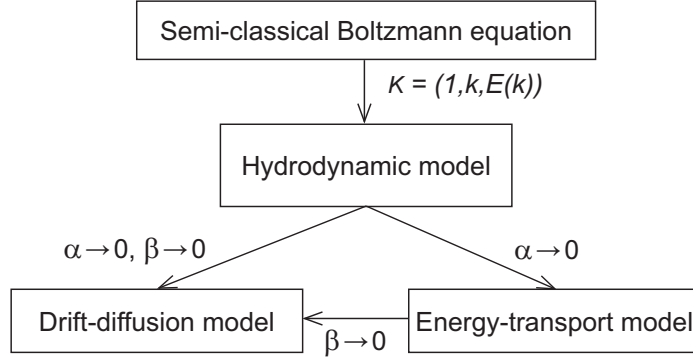 Semi-classical Boltzmann equation
κ = (1,k,E(k))
Hydrodynamic model
α→0, β→0
α→0
Drift-diffusion model
β→0
Energy-transport model